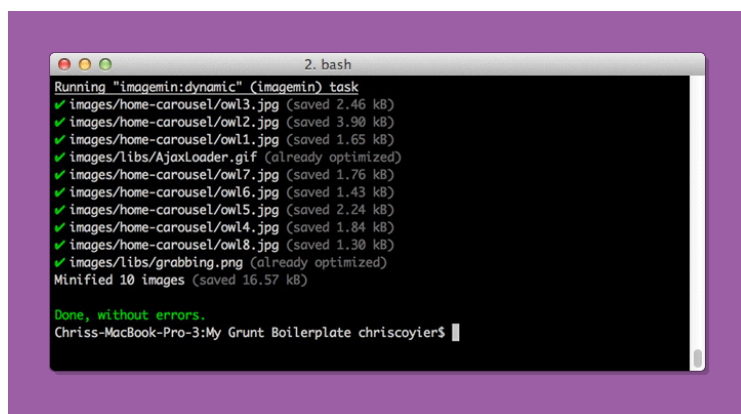 2. bash
Running "imagemin:dynamic" (imagemin) task
✔ images/home-carousel/owl3.jpg (saved 2.46 kB)
✔ images/home-carousel/owl2.jpg (saved 3.90 kB)
✔ images/home-carousel/owl1.jpg (saved 1.65 kB)
✔ images/libs/AjaxLoader.gif (already optimized)
✔ images/home-carousel/owl7.jpg (saved 1.76 kB)
✔ images/home-carousel/owl6.jpg (saved 1.43 kB)
✔ images/home-carousel/owl5.jpg (saved 2.24 kB)
✔ images/home-carousel/owl4.jpg (saved 1.84 kB)
✔ images/home-carousel/owl8.jpg (saved 1.30 kB)
✔ images/libs/grabbing.png (already optimized)
Minified 10 images (saved 16.57 kB)
Done, without errors.
Chriss-MacBook-Pro-3:My Grunt Boilerplate chriscoyier$